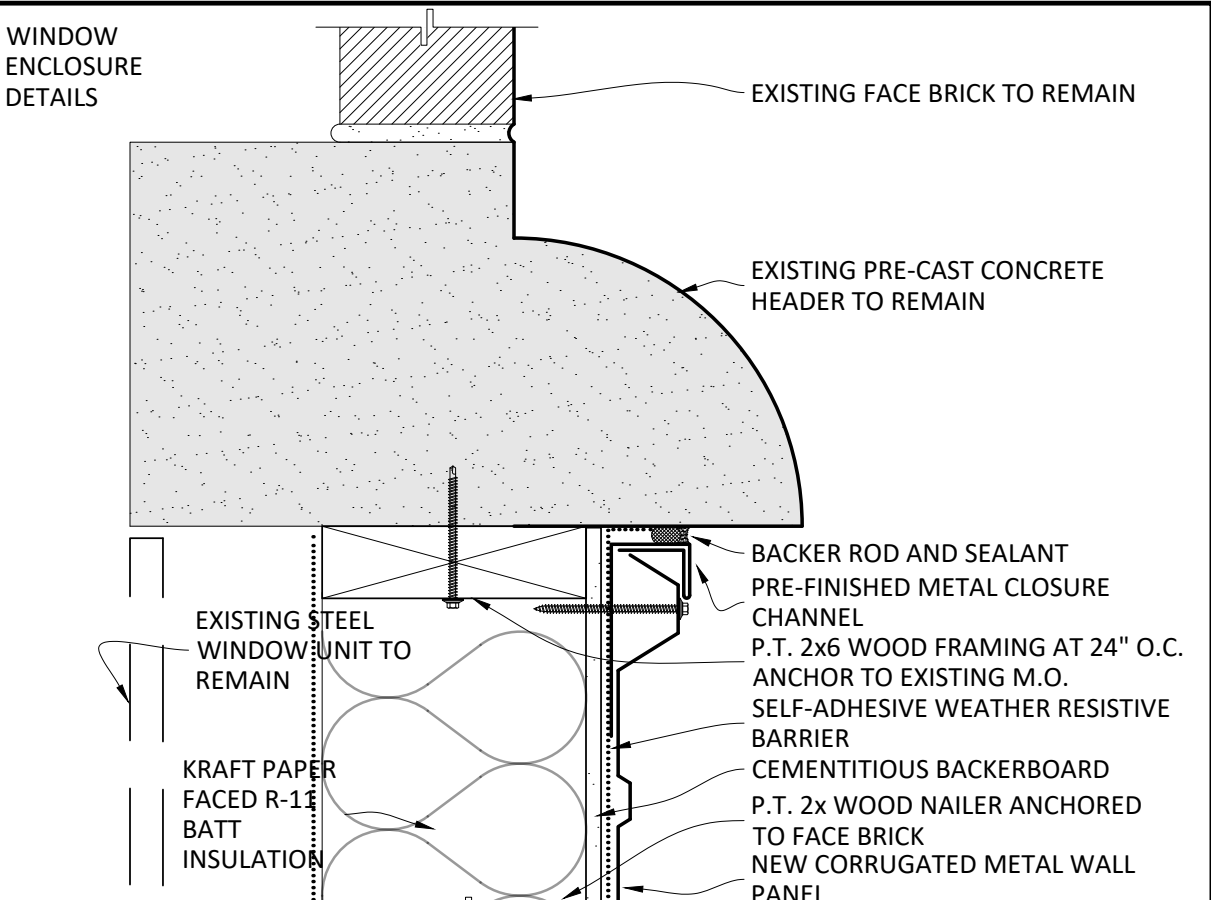 WINDOW
ENCLOSURE
DETAILS
EXISTING FACE BRICK TO REMAIN
EXISTING PRE-CAST CONCRETE
HEADER TO REMAIN
BACKER ROD AND SEALANT
PRE-FINISHED METAL CLOSURE
CHANNEL
P.T. 2x6 WOOD FRAMING AT 24" O.C.
ANCHOR TO EXISTING M.O.
SELF-ADHESIVE WEATHER RESISTIVE
BARRIER
CEMENTITIOUS BACKERBOARD
P.T. 2x WOOD NAILER ANCHORED
TO FACE BRICK
NEW CORRUGATED METAL WALL
PANEL
EXISTING STEEL
WINDOW UNIT TO
REMAIN
KRAFT PAPER
FACED R-11
BATT
INSULATION